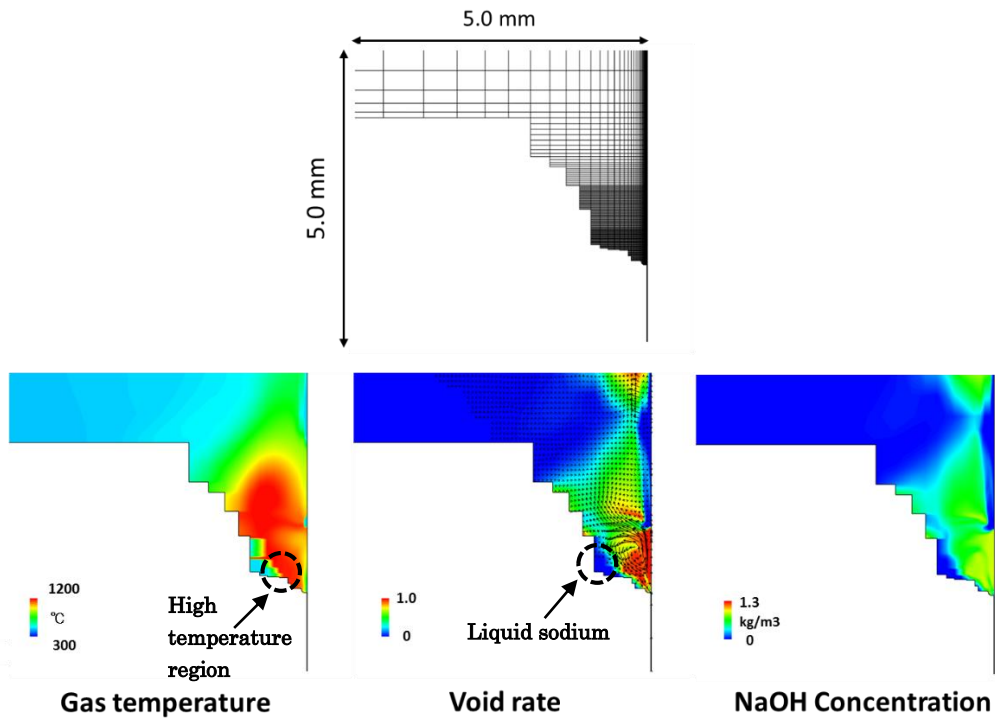 5.0 mm
5.0 mm
1200
℃
300
High
temperature
region
1.0
0
Liquid sodium
1.3
kg/m3
0
Gas temperature
Void rate
NaOH Concentration